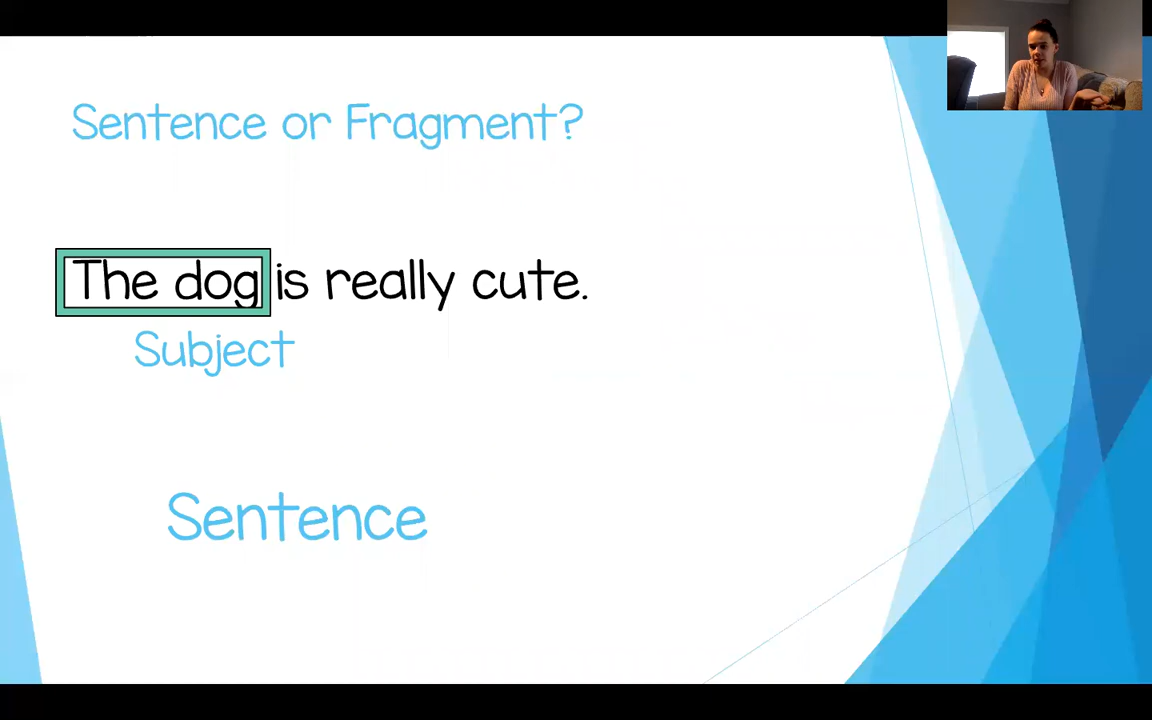 Sentence or Fragment?
The dog is really cute.
Subject
Sentence